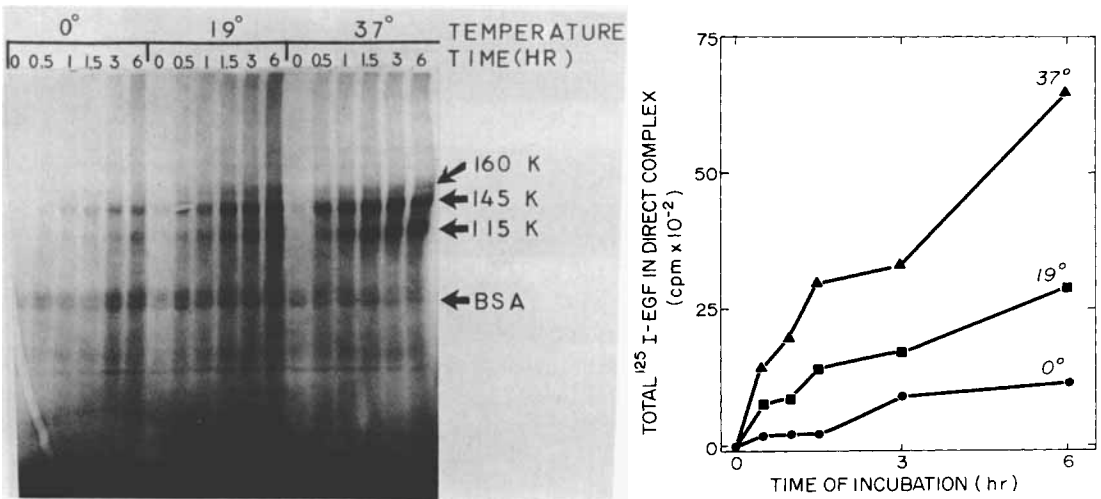 0° 19° 37° TEMPERATURE
0 0.5 1 1.5 3 6 0 0.5 1 1.5 3 6 0 0.5 1 1.5 3 6 TIME(HR)
160 K
145 K
115 K
BSA
TOTAL ¹²⁵I-EGF IN DIRECT COMPLEX
(cpm x 10⁻²)
75
50
25
0
37°
19°
0°
0 3 6
TIME OF INCUBATION (hr)